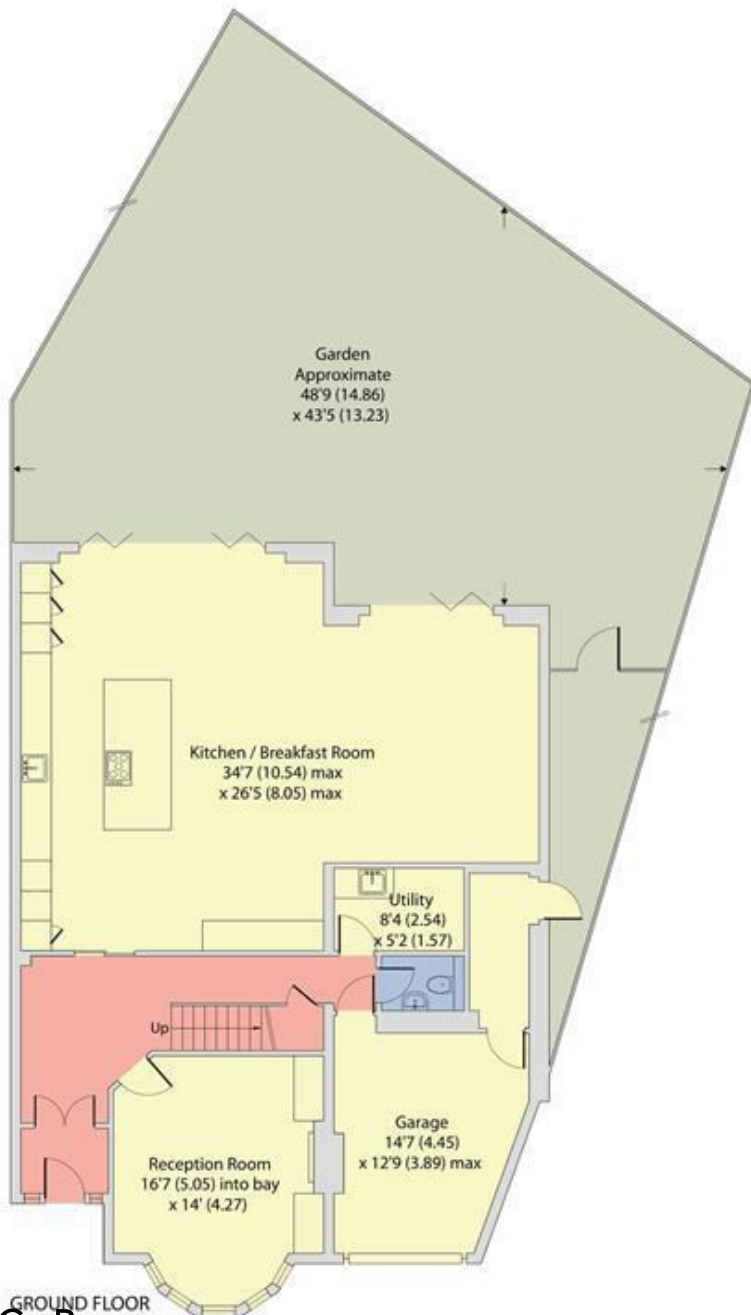 Garden
Approximate
48'9 (14.86)
x 43'5 (13.23)
Kitchen / Breakfast Room
34'7 (10.54) max
x 26'5 (8.05) max
Utility
8'4 (2.54)
x 5'2 (1.57)
Up
Garage
14'7 (4.45)
x 12'9 (3.89) max
Reception Room
16'7 (5.05) into bay
x 14' (4.27)
GROUND FLOOR